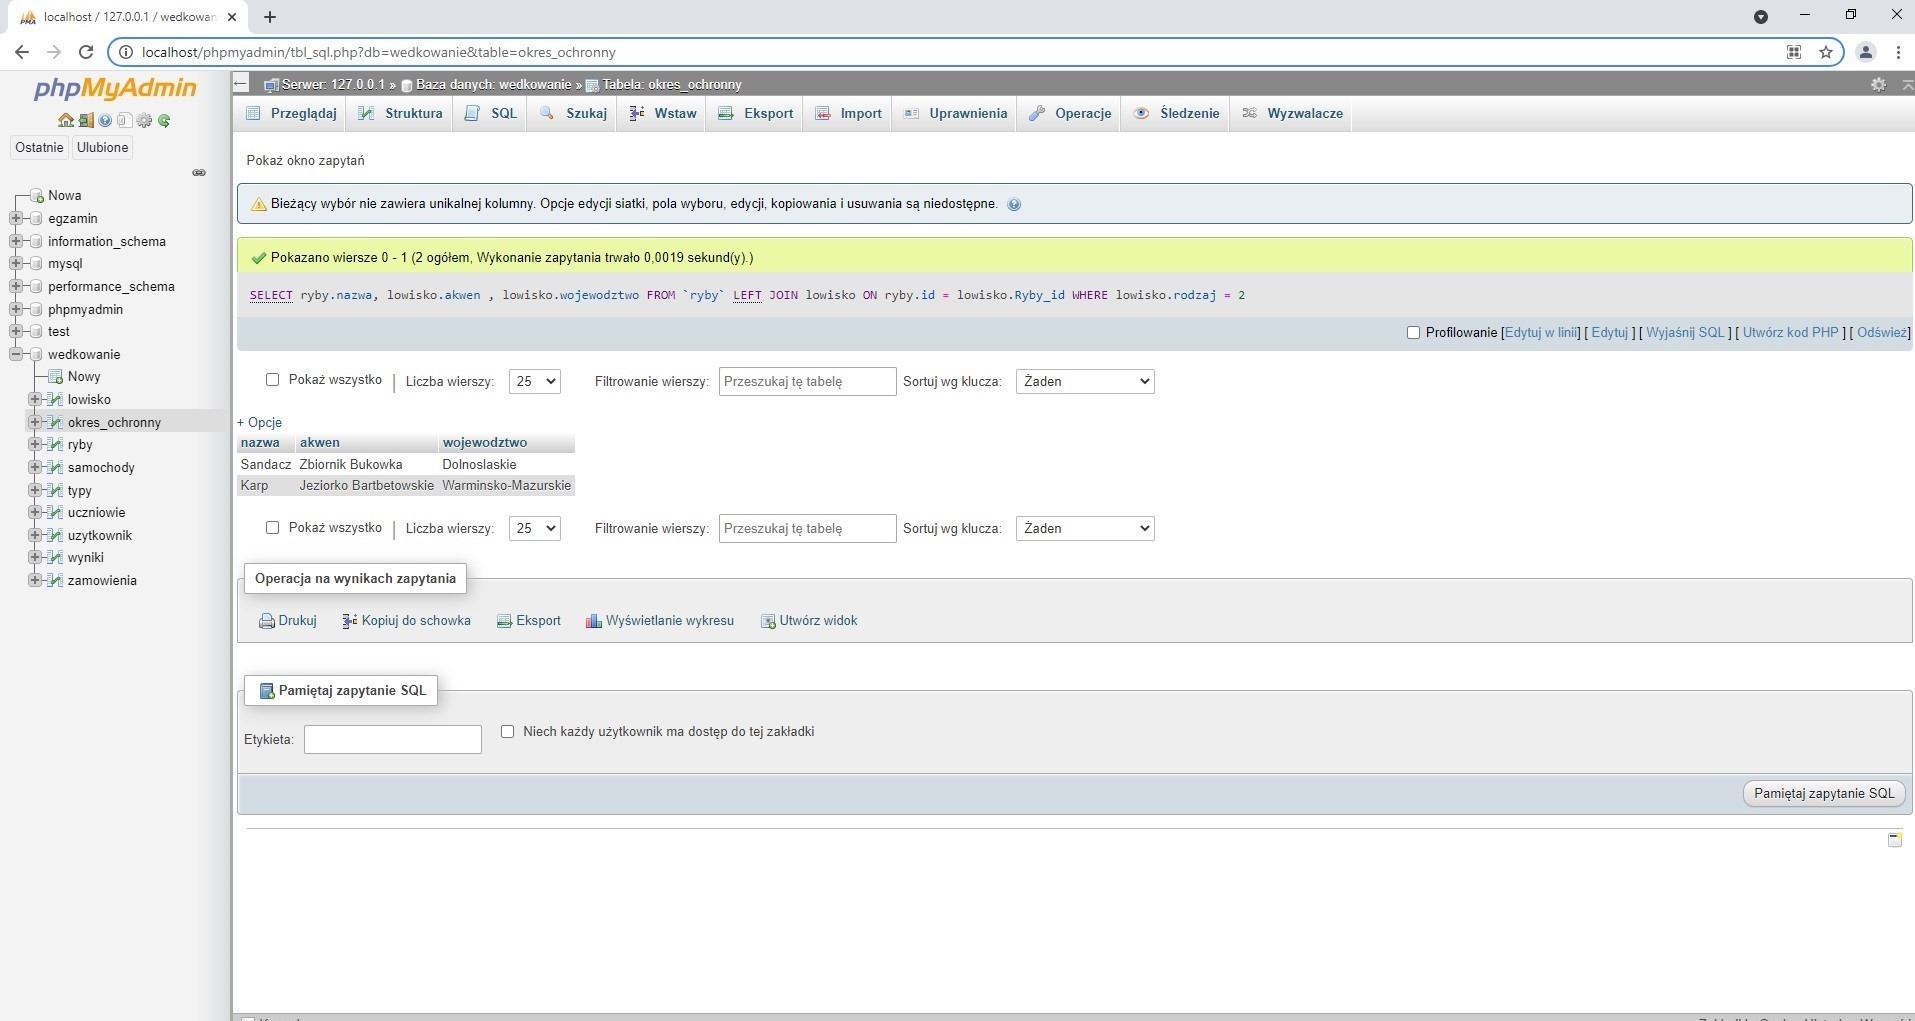 localhost / 127.0.0.1 / wedkowan
localhost/phpmyadmin/tbl_sql.php?db=wedkowanie&table=okres_ochronny
phpMyAdmin
Ostatnie Ulubione
Nowa
egzamin
information_schema
mysql
performance_schema
phpmyadmin
test
wedkowanie
Nowy
lowisko
okres_ochronny
ryby
samochody
typy
uczniowie
uzytkownik
wyniki
zamowienia
Serwer: 127.0.0.1 » Baza danych: wedkowanie » Tabela: okres_ochronny
Przeglądaj Struktura SQL Szukaj Wstaw Eksport Import Uprawnienia Operacje Śledzenie Wyzwalacze
Pokaż okno zapytań
Bieżący wybór nie zawiera unikalnej kolumny. Opcje edycji siatki, pola wyboru, edycji, kopiowania i usuwania są niedostępne.
Pokazano wiersze 0 - 1 (2 ogółem, Wykonanie zapytania trwało 0,0019 sekund(y).)
SELECT ryby.nazwa, lowisko.akwen , lowisko.wojewodztwo FROM `ryby` LEFT JOIN lowisko ON ryby.id = lowisko.Ryby_id WHERE lowisko.rodzaj = 2
Profilowanie [Edytuj w linii] [ Edytuj ] [ Wyjaśnij SQL ] [ Utwórz kod PHP ] [ Odśwież]
Pokaż wszystko | Liczba wierszy: 25 Filtrowanie wierszy: Przeszukaj tę tabelę Sortuj wg klucza: Żaden
+ Opcje
nazwa akwen wojewodztwo
Sandacz Zbiornik Bukowka Dolnoslaskie
Karp Jeziorko Bartbetowskie Warminsko-Mazurskie
Pokaż wszystko | Liczba wierszy: 25 Filtrowanie wierszy: Przeszukaj tę tabelę Sortuj wg klucza: Żaden
Operacja na wynikach zapytania
Drukuj Kopiuj do schowka Eksport Wyświetlanie wykresu Utwórz widok
Pamiętaj zapytanie SQL
Etykieta: Niech każdy użytkownik ma dostęp do tej zakładki
Pamiętaj zapytanie SQL